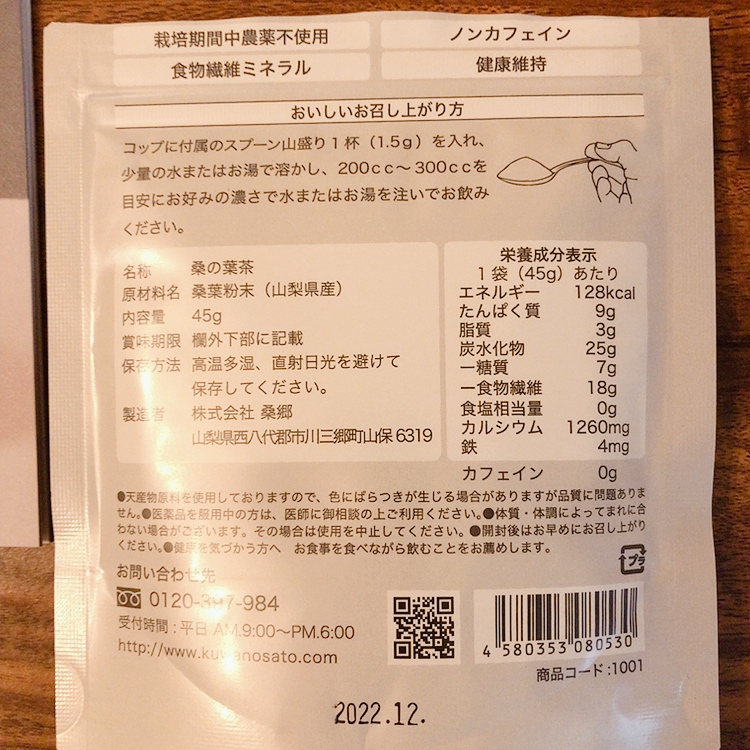 栽培期間中農薬不使用
ノンカフェイン
食物繊維ミネラル
健康維持
おいしいお召し上がり方
コップに付属のスプーン山盛り1杯（1.5g）を入れ、
少量の水またはお湯で溶かし、200cc～300ccを
目安にお好みの濃さで水またはお湯を注いでお飲み
ください。
名称 桑の葉茶
原材料名 桑葉粉末（山梨県産）
内容量 45g
賞味期限 欄外下部に記載
保存方法 高温多湿、直射日光を避けて
保存してください。
製造者 株式会社 桑郷
山梨県西八代郡市川三郷町山保 6319
栄養成分表示
1袋（45g）あたり
エネルギー 128kcal
たんぱく質 9g
脂質 3g
炭水化物 25g
ー糖質 7g
ー食物繊維 18g
食塩相当量 0g
カルシウム 1260mg
鉄 4mg
カフェイン 0g
●天産物原料を使用しておりますので、色にばらつきが生じる場合がありますが品質に問題ありま
せん。●医薬品を服用中の方は、医師に御相談の上ご利用ください。●体質・体調によってまれに合
わない場合がございます。その場合は使用を中止してください。●開封後はお早めにお召し上がり
ください。●健康を気づかう方へ お食事を食べながら飲むことをお薦めします。
プラ
お問い合わせ先
0120-397-984
受付時間：平日 AM.9:00～PM.6:00
http://www.kuwanosato.com
4 580353 080530
商品コード：1001
2022.12.